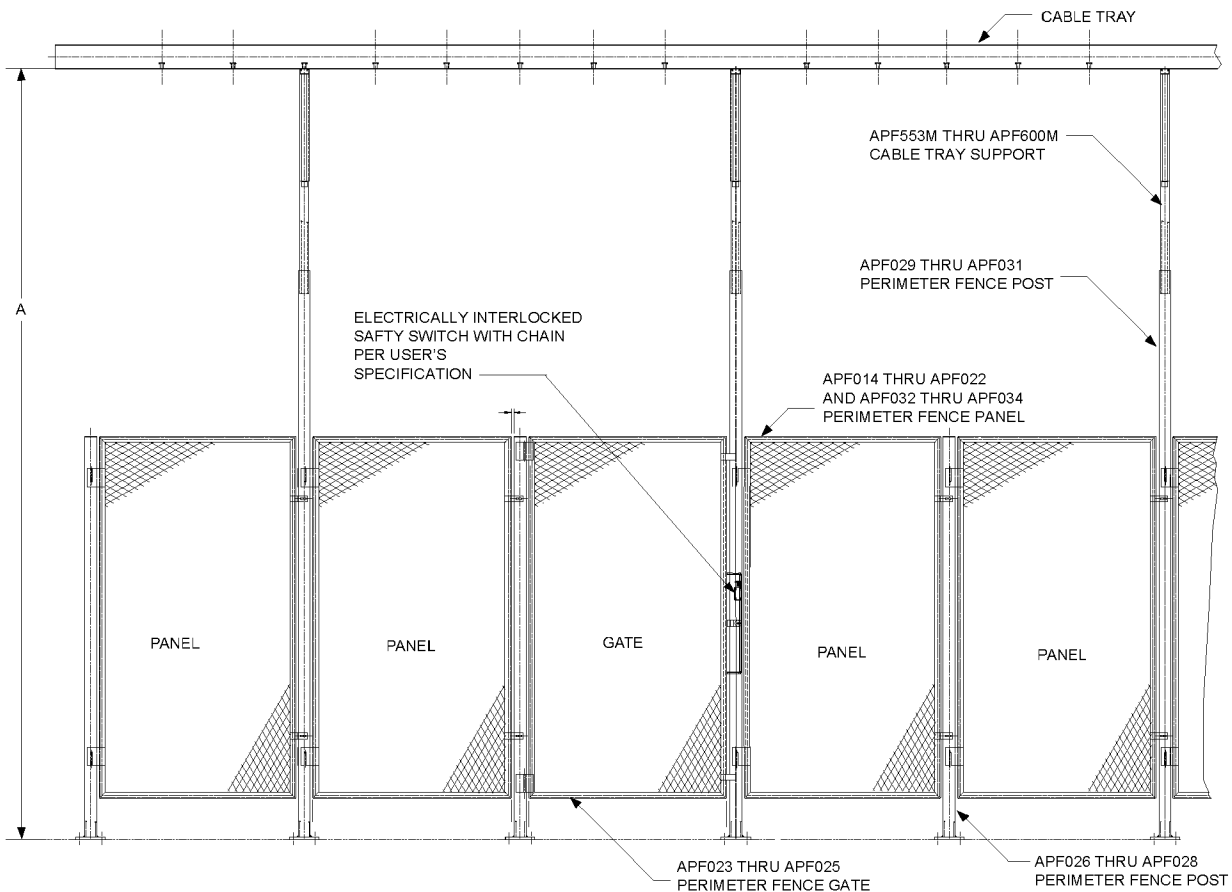 CABLE TRAY
APF553M THRU APF600M
CABLE TRAY SUPPORT
APF029 THRU APF031
PERIMETER FENCE POST
A
ELECTRICALLY INTERLOCKED
SAFTY SWITCH WITH CHAIN
PER USER'S
SPECIFICATION
APF014 THRU APF022
AND APF032 THRU APF034
PERIMETER FENCE PANEL
PANEL
PANEL
GATE
PANEL
PANEL
APF023 THRU APF025
PERIMETER FENCE GATE
APF026 THRU APF028
PERIMETER FENCE POST